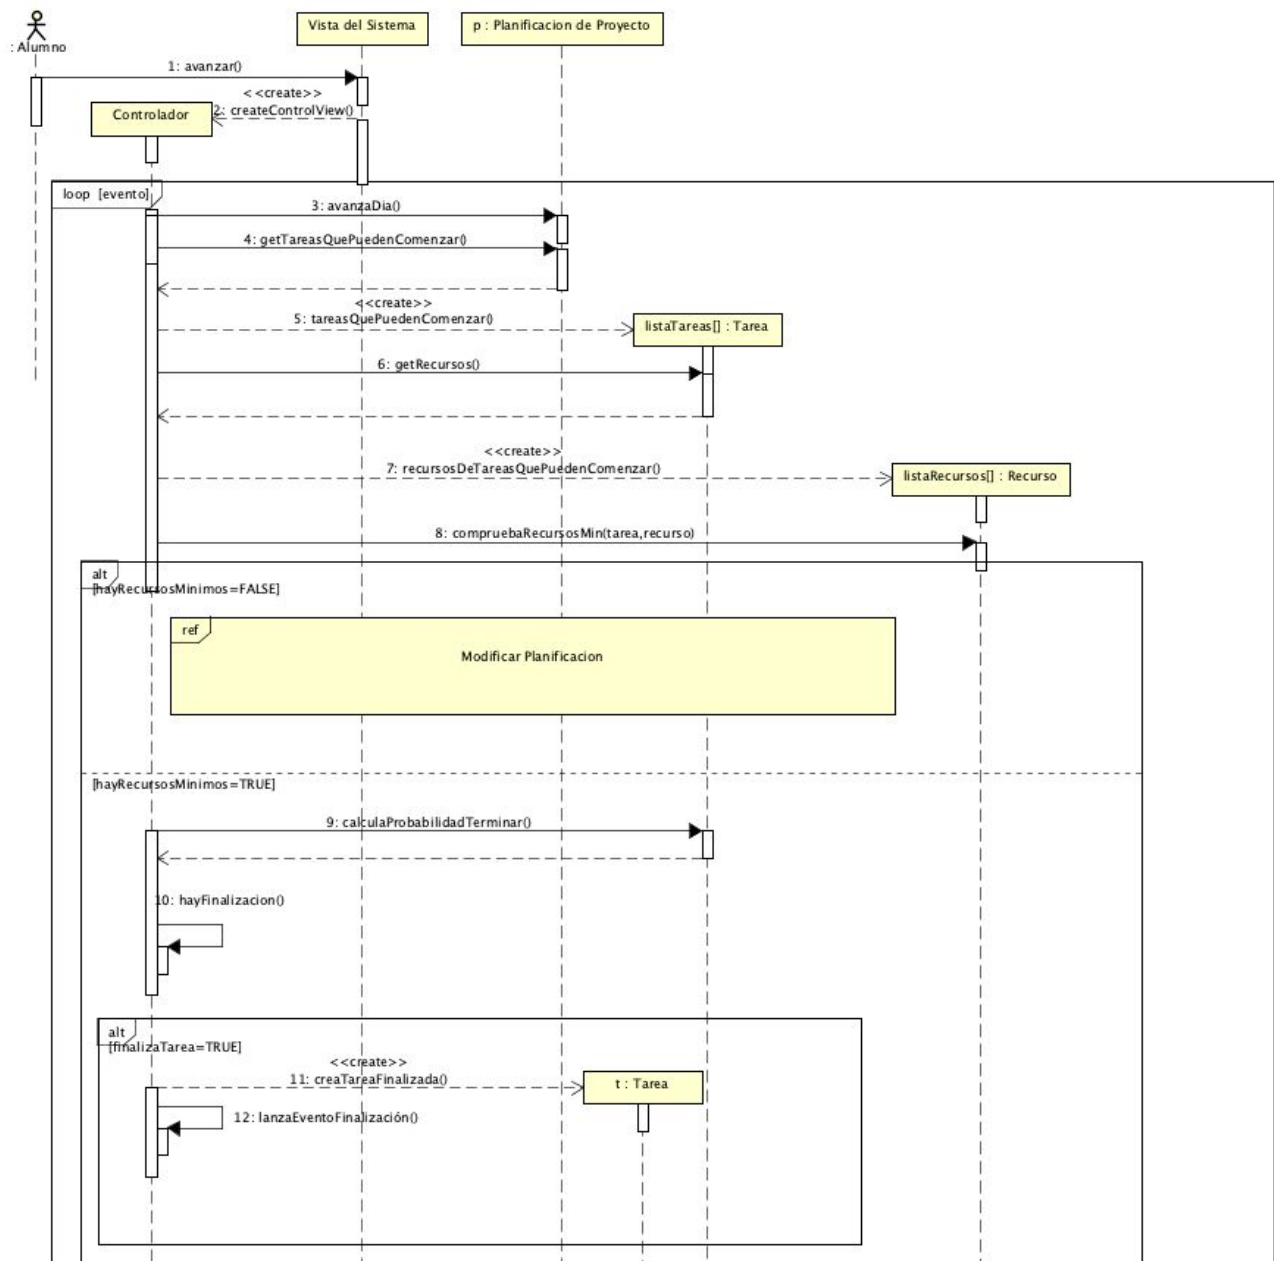 : Alumno
Vista del Sistema
p : Planificacion de Proyecto
1: avanzar()
<<create>>
2: createControlView()
Controlador
loop [evento]
3: avanzaDia()
4: getTareasQuePuedenComenzar()
<<create>>
5: tareasQuePuedenComenzar()
listaTareas[] : Tarea
6: getRecursos()
<<create>>
7: recursosDeTareasQuePuedenComenzar()
listaRecursos[] : Recurso
8: compruebaRecursosMin(tarea,recurso)
alt
[hayRecursosMinimos=FALSE]
ref
Modificar Planificacion
[hayRecursosMinimos=TRUE]
9: calculaProbabilidadTerminar()
10: hayFinalizacion()
alt
[finalizaTarea=TRUE]
<<create>>
11: creaTareaFinalizada()
t : Tarea
12: lanzaEventoFinalización()